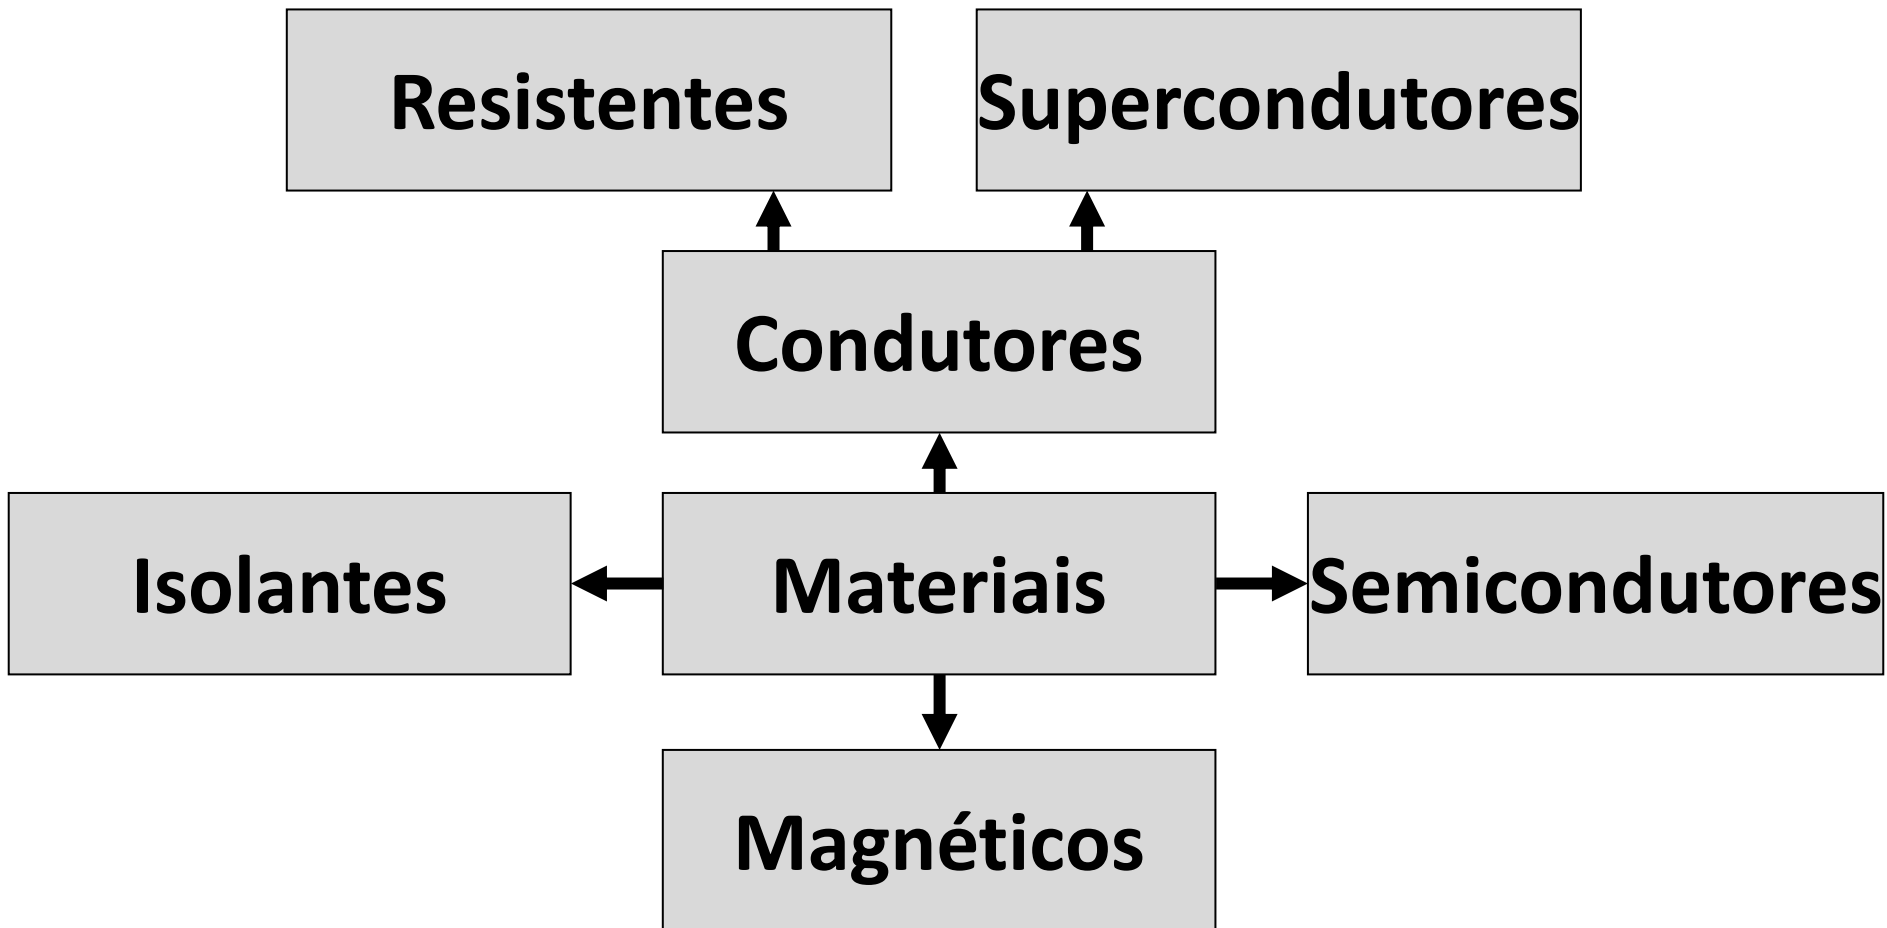 Resistentes
Supercondutores
Condutores
Isolantes
Materiais
Semicondutores
Magnéticos